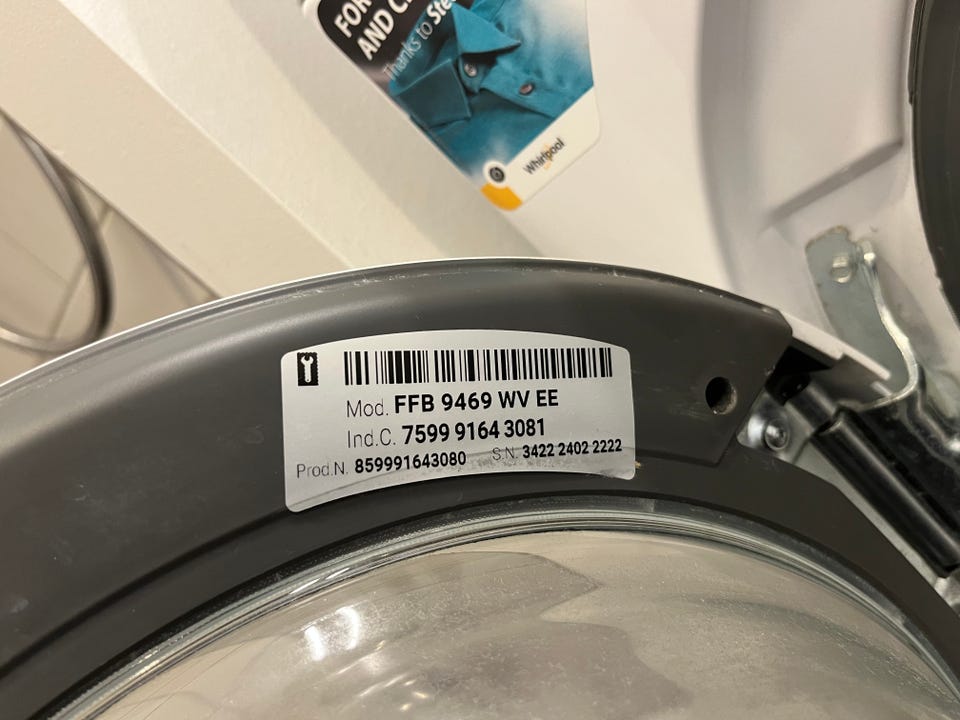 FOR
AND C
Thanks to Ste
Whirlpool
Mod. FFB 9469 WV EE
Ind.C. 7599 9164 3081
Prod.N. 859991643080 S.N. 3422 2402 2222